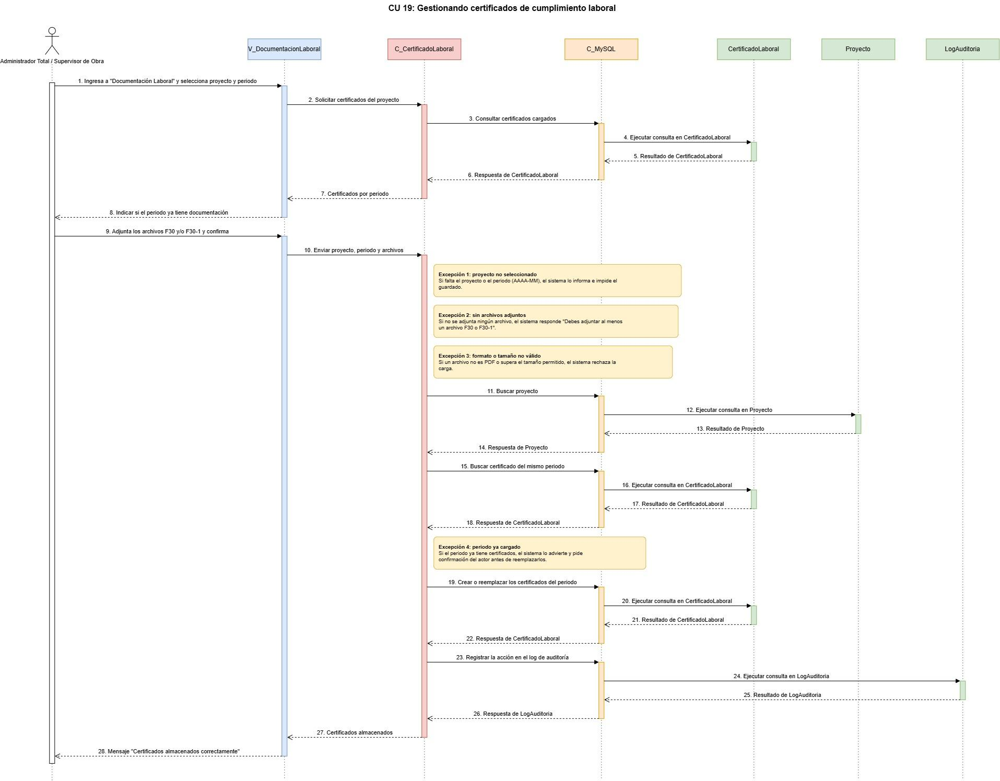 CU 19: Gestionando certificados de cumplimiento laboral
Administrador Total / Supervisor de Obra
V_DocumentacionLaboral
C_CertificadoLaboral
C_MySQL
CertificadoLaboral
Proyecto
LogAuditoria
1. Ingresa a "Documentación Laboral" y selecciona proyecto y periodo
2. Solicitar certificados del proyecto
3. Consultar certificados cargados
4. Ejecutar consulta en CertificadoLaboral
5. Resultado de CertificadoLaboral
6. Respuesta de CertificadoLaboral
7. Certificados por periodo
8. Indicar si el periodo ya tiene documentación
9. Adjunta los archivos F30 y/o F30-1 y confirma
10. Enviar proyecto, periodo y archivos
Excepción 1: proyecto no seleccionado
Si falta el proyecto o el periodo (AAAA-MM), el sistema lo informa e impide el
guardado.
Excepción 2: sin archivos adjuntos
Si no se adjunta ningún archivo, el sistema responde "Debes adjuntar al menos
un archivo F30 o F30-1".
Excepción 3: formato o tamaño no válido
Si un archivo no es PDF o supera el tamaño permitido, el sistema rechaza la
carga.
11. Buscar proyecto
12. Ejecutar consulta en Proyecto
13. Resultado de Proyecto
14. Respuesta de Proyecto
15. Buscar certificado del mismo periodo
16. Ejecutar consulta en CertificadoLaboral
17. Resultado de CertificadoLaboral
18. Respuesta de CertificadoLaboral
Excepción 4: periodo ya cargado
Si el periodo ya tiene certificados, el sistema lo advierte y pide
confirmación del actor antes de reemplazarlos.
19. Crear o reemplazar los certificados del periodo
20. Ejecutar consulta en CertificadoLaboral
21. Resultado de CertificadoLaboral
22. Respuesta de CertificadoLaboral
23. Registrar la acción en el log de auditoría
24. Ejecutar consulta en LogAuditoria
25. Resultado de LogAuditoria
26. Respuesta de LogAuditoria
27. Certificados almacenados
28. Mensaje "Certificados almacenados correctamente"